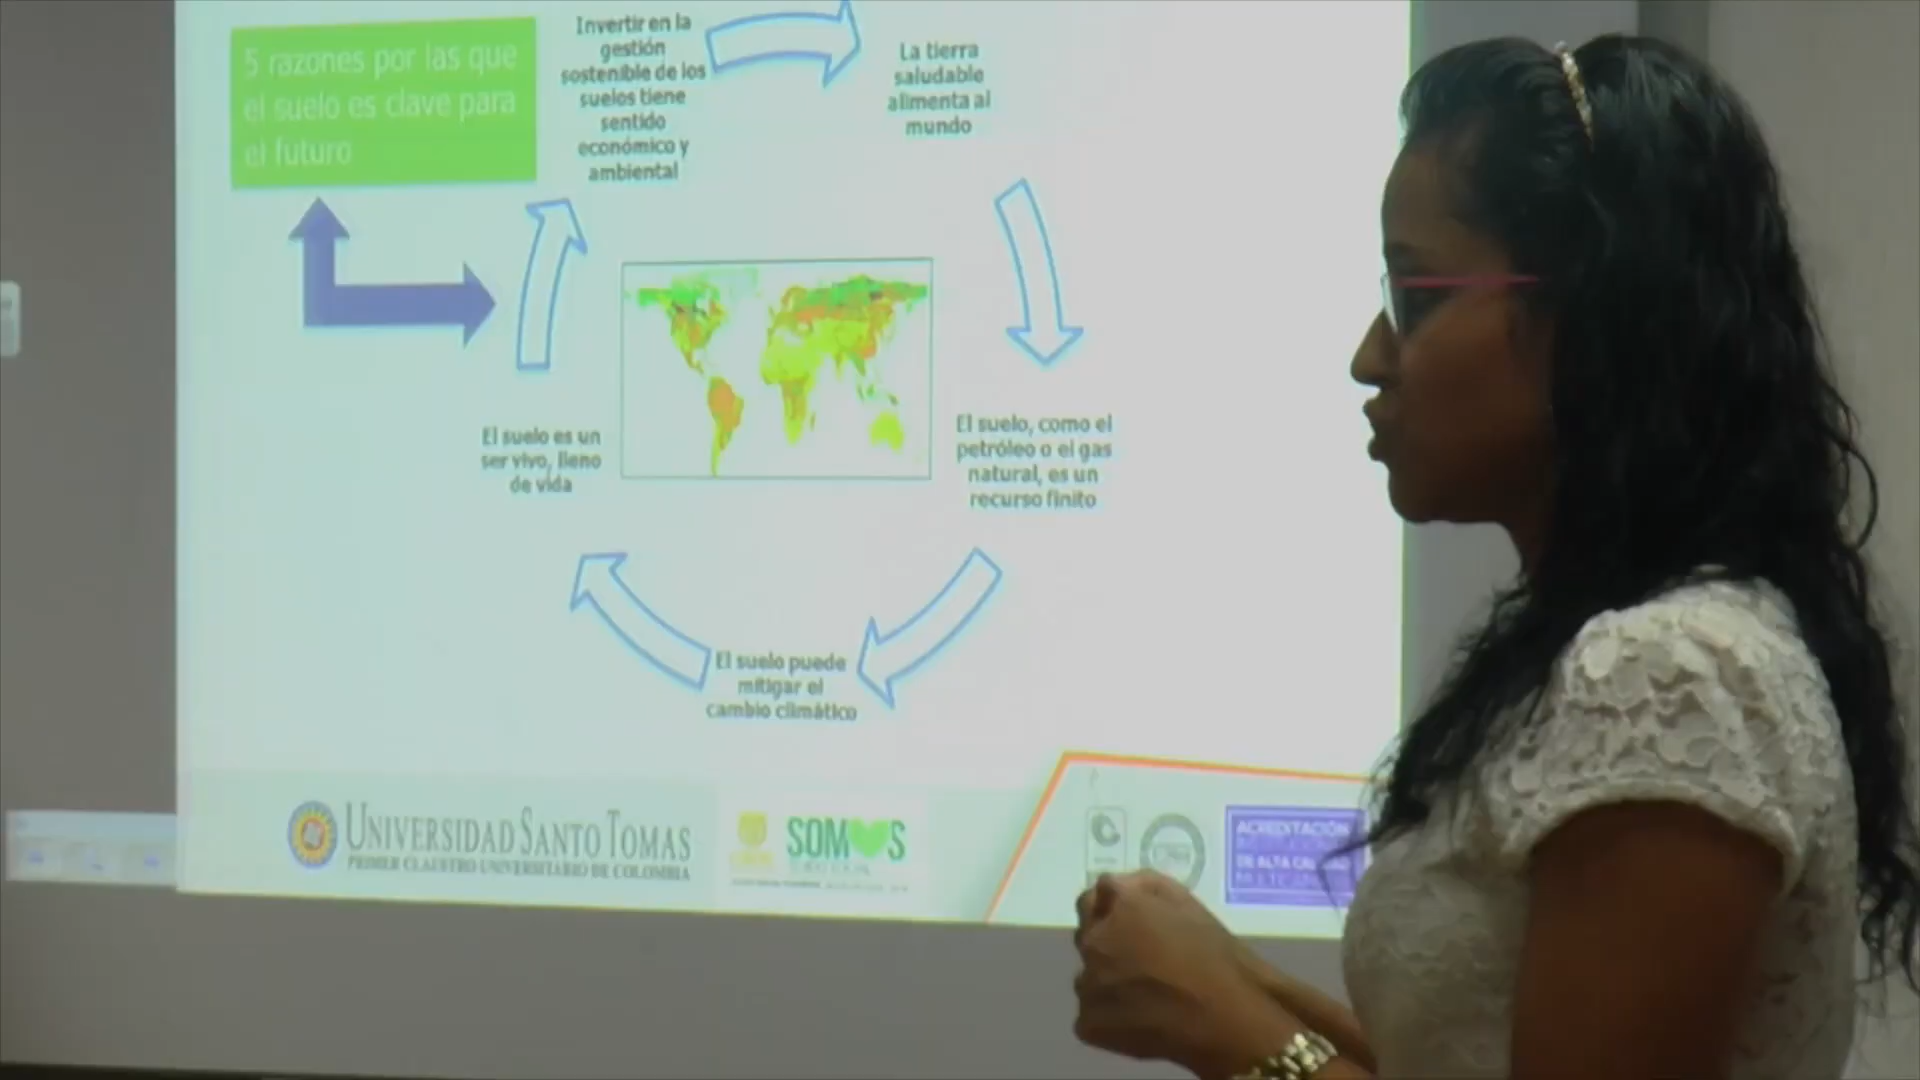 5 razones por las que
el suelo es clave para
el futuro
Invertir en la
gestión
sostenible de los
suelos tiene
sentido
económico y
ambiental
La tierra
saludable
alimenta al
mundo
El suelo, como el
petróleo o el gas
natural, es un
recurso finito
El suelo puede
mitigar el
cambio climático
El suelo es un
ser vivo, lleno
de vida
UNIVERSIDAD SANTO TOMAS
PRIMER CLAUSTRO UNIVERSITARIO DE COLOMBIA
SOMOS
ACREDITACIÓN
DE ALTA CALIDAD